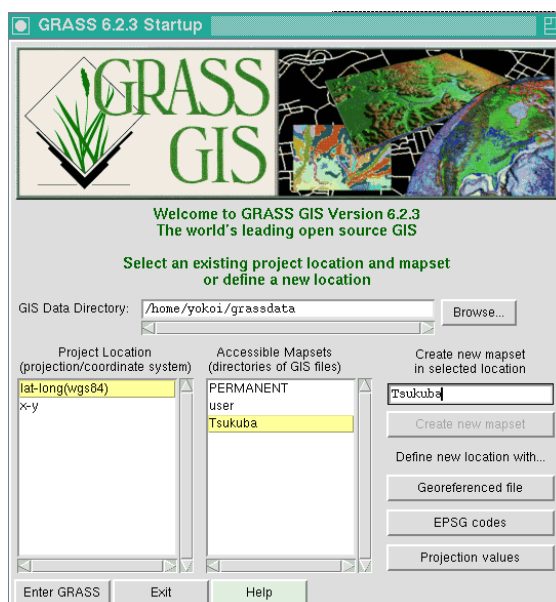 GRASS 6.2.3 Startup
GRASS
GIS
Welcome to GRASS GIS Version 6.2.3
The world's leading open source GIS
Select an existing project location and mapset
or define a new location
GIS Data Directory:
/home/yokoi/grassdata
Browse...
Project Location
(projection/coordinate system)
lat-long(wgs84)
x-y
Accessible Mapsets
(directories of GIS files)
PERMANENT
user
Tsukuba
Create new mapset
in selected location
Tsukuba
Create new mapset
Define new location with...
Georeferenced file
EPSG codes
Projection values
Enter GRASS
Exit
Help